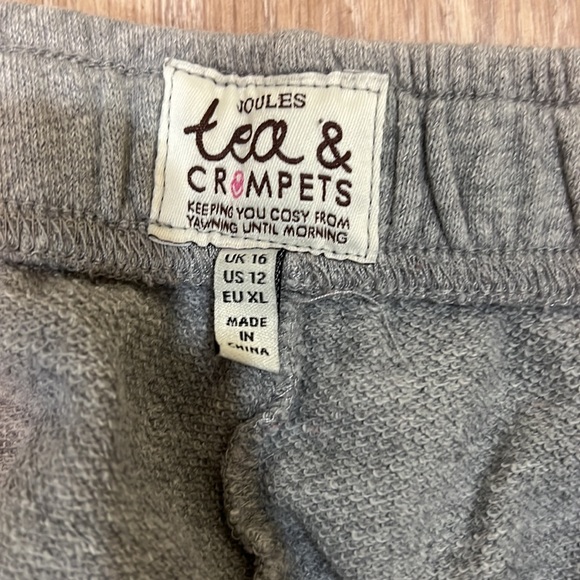 JOULES
tea &
CRUMPETS
KEEPING YOU COSY FROM
YAWNING UNTIL MORNING
UK 16
US 12
EU XL
MADE
IN
CHINA